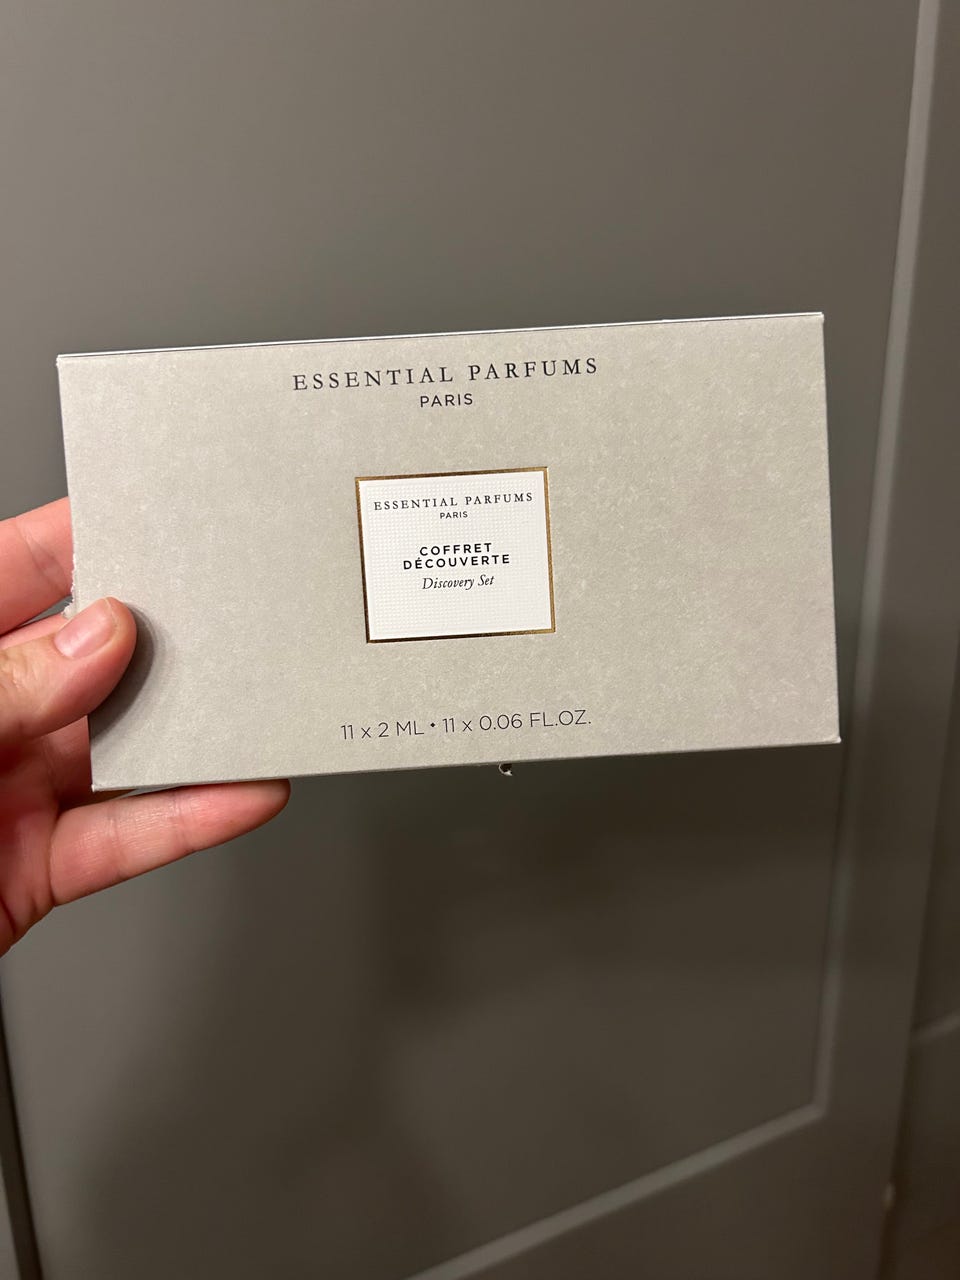 ESSENTIAL PARFUMS
PARIS
ESSENTIAL PARFUMS
PARIS
COFFRET
DÉCOUVERTE
Discovery Set
11 x 2 ML • 11 x 0.06 FL.OZ.